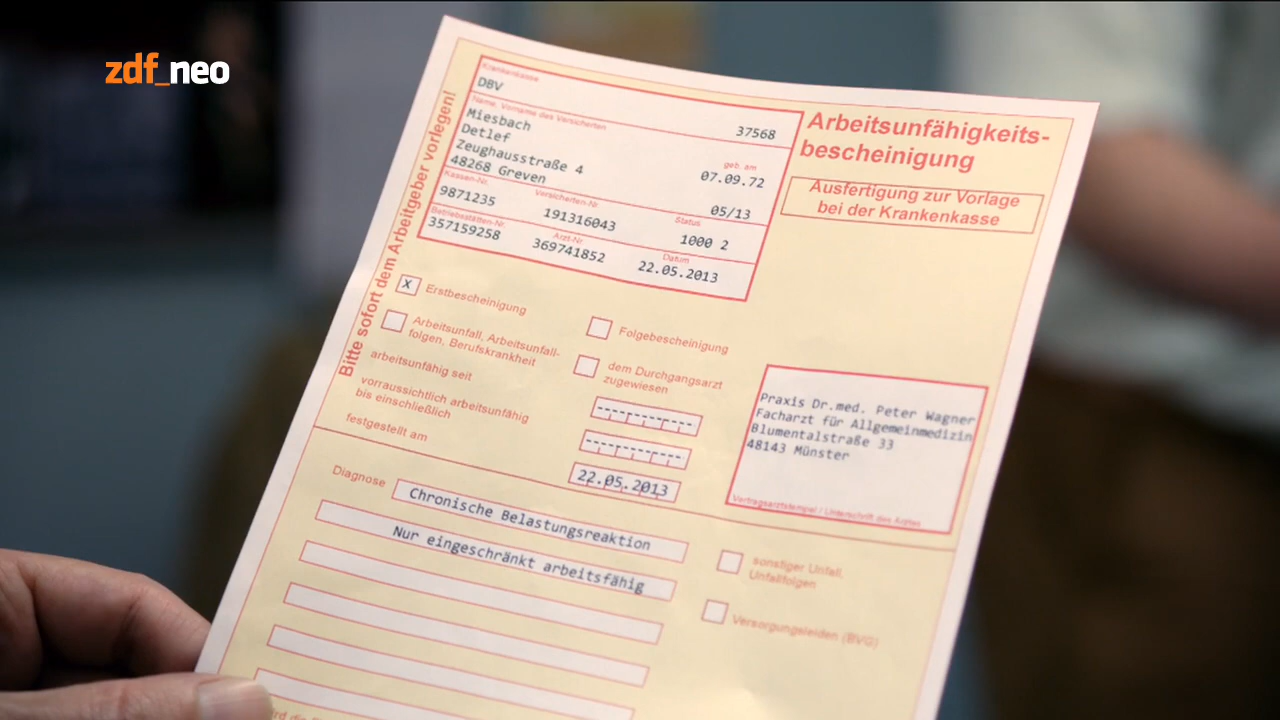 zdf_neo
Bitte sofort dem Arbeitgeber vorlegen!
Krankenkasse
DBV
37568
Name, Vorname des Versicherten
Miesbach
Detlef
geb. am
07.09.72
Zeughausstraße 4
48268 Greven
05/13
Kassen-Nr. Versicherten-Nr. Status
9871235 191316043 1000 2
Betriebsstätten-Nr. Arzt-Nr. Datum
357159258 369741852 22.05.2013
Arbeitsunfähigkeits-
bescheinigung
Ausfertigung zur Vorlage
bei der Krankenkasse
X Erstbescheinigung
Folgebescheinigung
Arbeitsunfall, Arbeitsunfall-
folgen, Berufskrankheit
dem Durchgangsarzt
zugewiesen
arbeitsunfähig seit
vorraussichtlich arbeitsunfähig
bis einschließlich
festgestellt am
22.05.2013
Praxis Dr.med. Peter Wagner
Facharzt für Allgemeinmedizin
Blumentalstraße 33
48143 Münster
Vertragsarztstempel / Unterschrift des Arztes
Diagnose
Chronische Belastungsreaktion
Nur eingeschränkt arbeitsfähig
sonstiger Unfall,
Unfallfolgen
Versorgungsleiden (BVG)